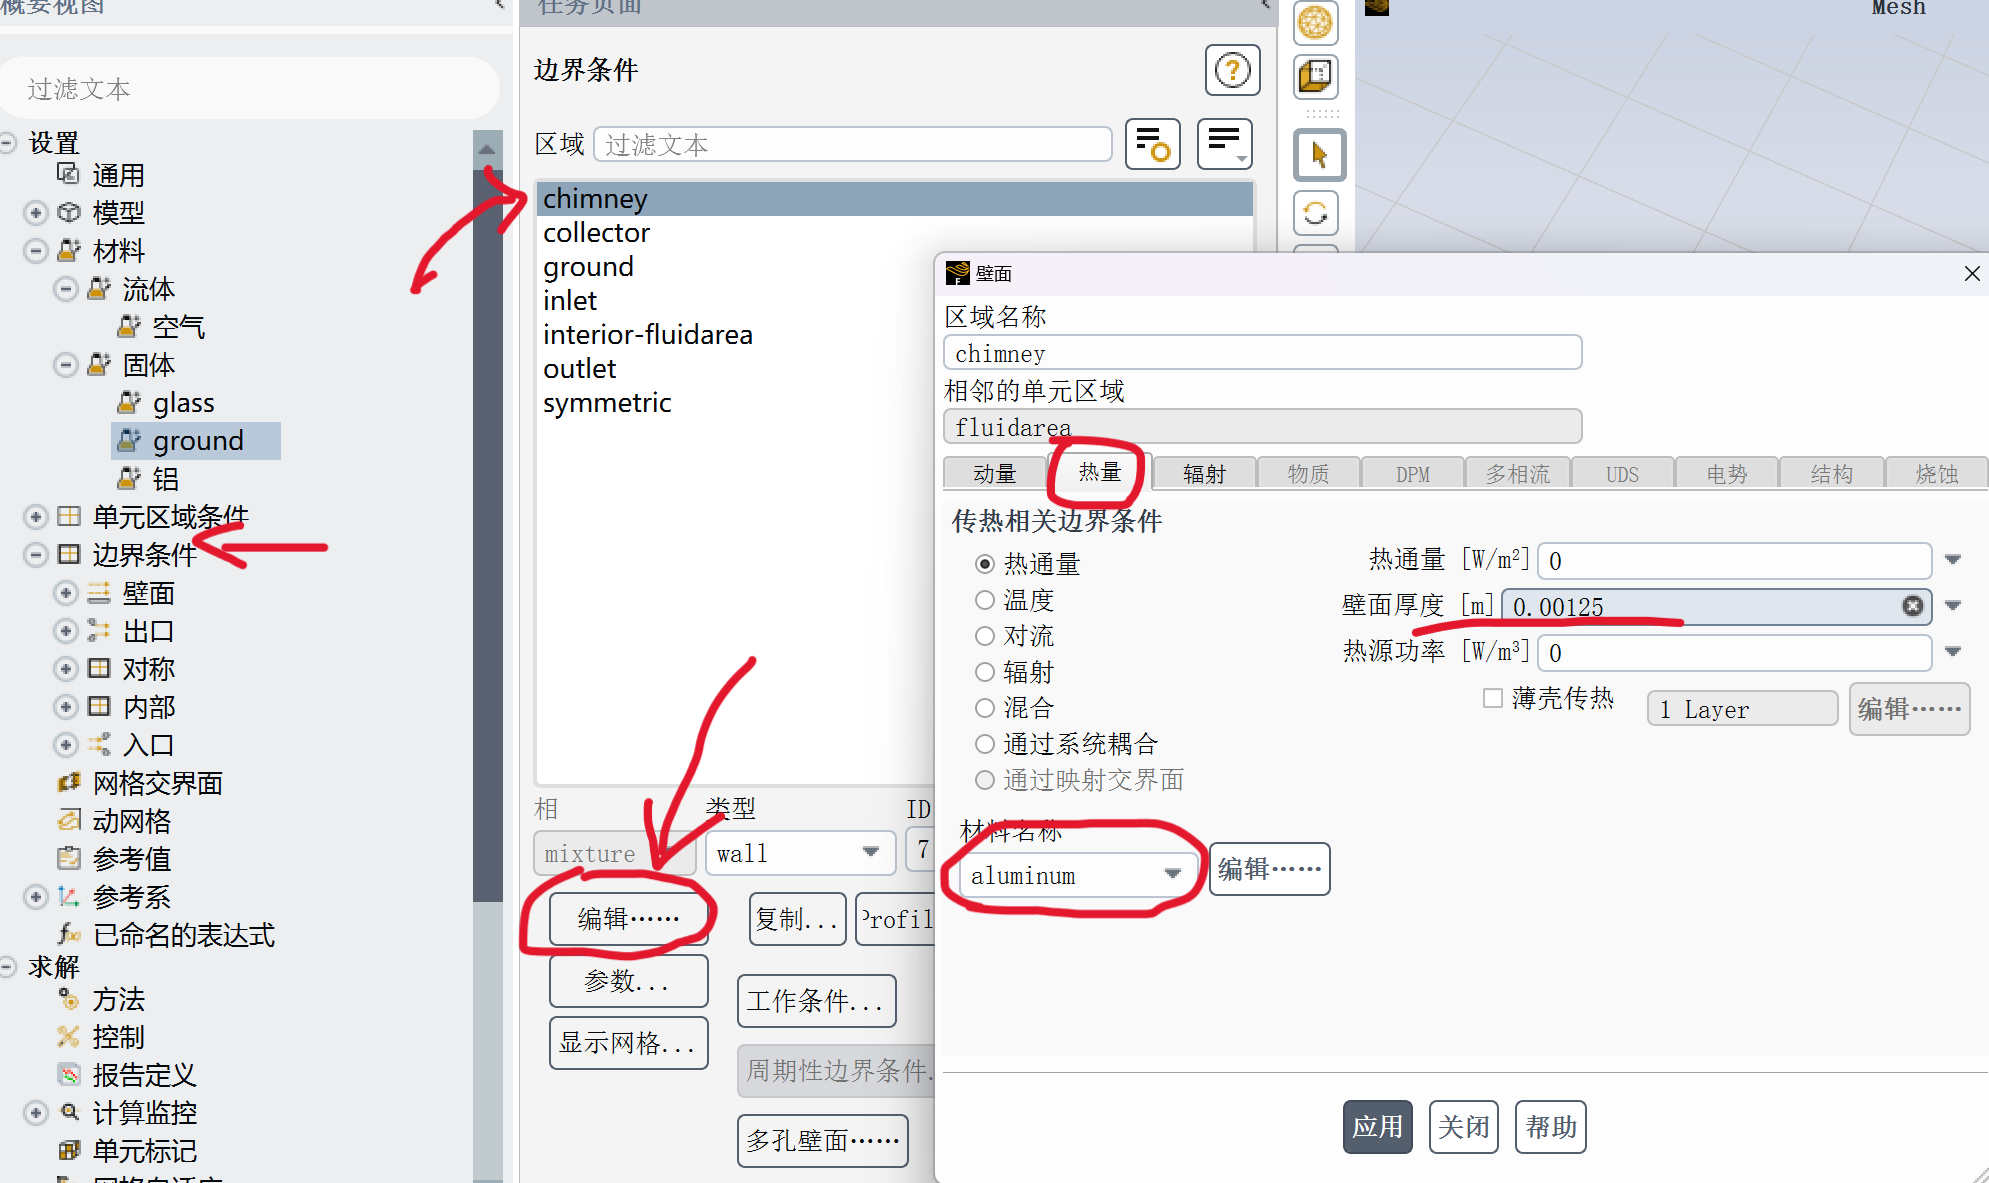 概要视图
过滤文本
设置
通用
模型
材料
流体
空气
固体
glass
ground
铝
单元区域条件
边界条件
壁面
出口
对称
内部
入口
网格交界面
动网格
参考值
参考系
已命名的表达式
求解
方法
控制
报告定义
计算监控
单元标记
任务页面
边界条件
区域 过滤文本
chimney
collector
ground
inlet
interior-fluidarea
outlet
symmetric
相 类型 ID
mixture wall 7
编辑…… 复制... Profil
参数...
工作条件...
显示网格...
周期性边界条件.
多孔壁面……
Mesh
壁面
区域名称
chimney
相邻的单元区域
fluidarea
动量 热量 辐射 物质 DPM 多相流 UDS 电势 结构 烧蚀
传热相关边界条件
热通量 热通量 [W/m²] 0
温度 壁面厚度 [m] 0.00125
对流
热源功率 [W/m³] 0
辐射
薄壳传热 1 Layer 编辑……
混合
通过系统耦合
通过映射交界面
材料名称
aluminum 编辑……
应用 关闭 帮助